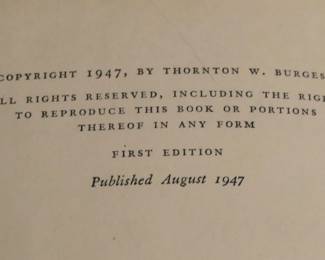 COPYRIGHT 1947, BY THORNTON W. BURGES
LL RIGHTS RESERVED, INCLUDING THE RIGH
TO REPRODUCE THIS BOOK OR PORTIONS
THEREOF IN ANY FORM
FIRST EDITION
Published August 1947